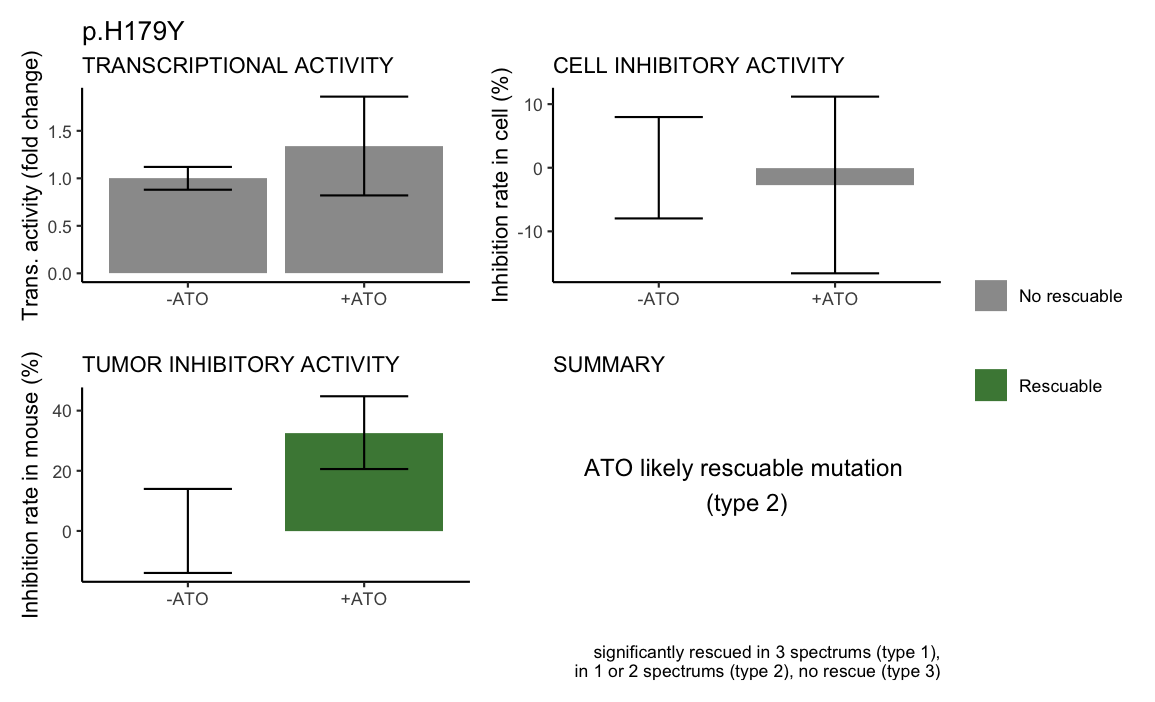 p.H179Y
TRANSCRIPTIONAL ACTIVITY
Trans. activity (fold change)
1.5
1.0
0.5
0.0
-ATO
+ATO
CELL INHIBITORY ACTIVITY
Inhibition rate in cell (%)
10
0
-10
-ATO
+ATO
No rescuable
Rescuable
TUMOR INHIBITORY ACTIVITY
Inhibition rate in mouse (%)
40
20
0
-ATO
+ATO
SUMMARY
ATO likely rescuable mutation
(type 2)
significantly rescued in 3 spectrums (type 1),
in 1 or 2 spectrums (type 2), no rescue (type 3)